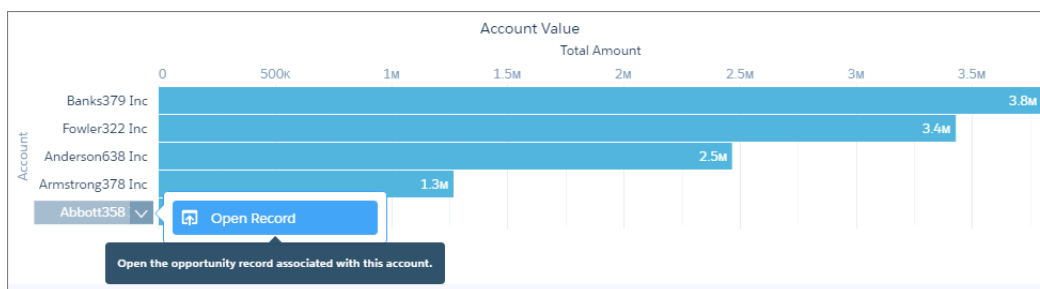 Account Value
Total Amount
0 500K 1M 1.5M 2M 2.5M 3M 3.5M
Account
Banks379 Inc 3.8M
Fowler322 Inc 3.4M
Anderson638 Inc 2.5M
Armstrong378 Inc 1.3M
Abbott358 Open Record
Open the opportunity record associated with this account.